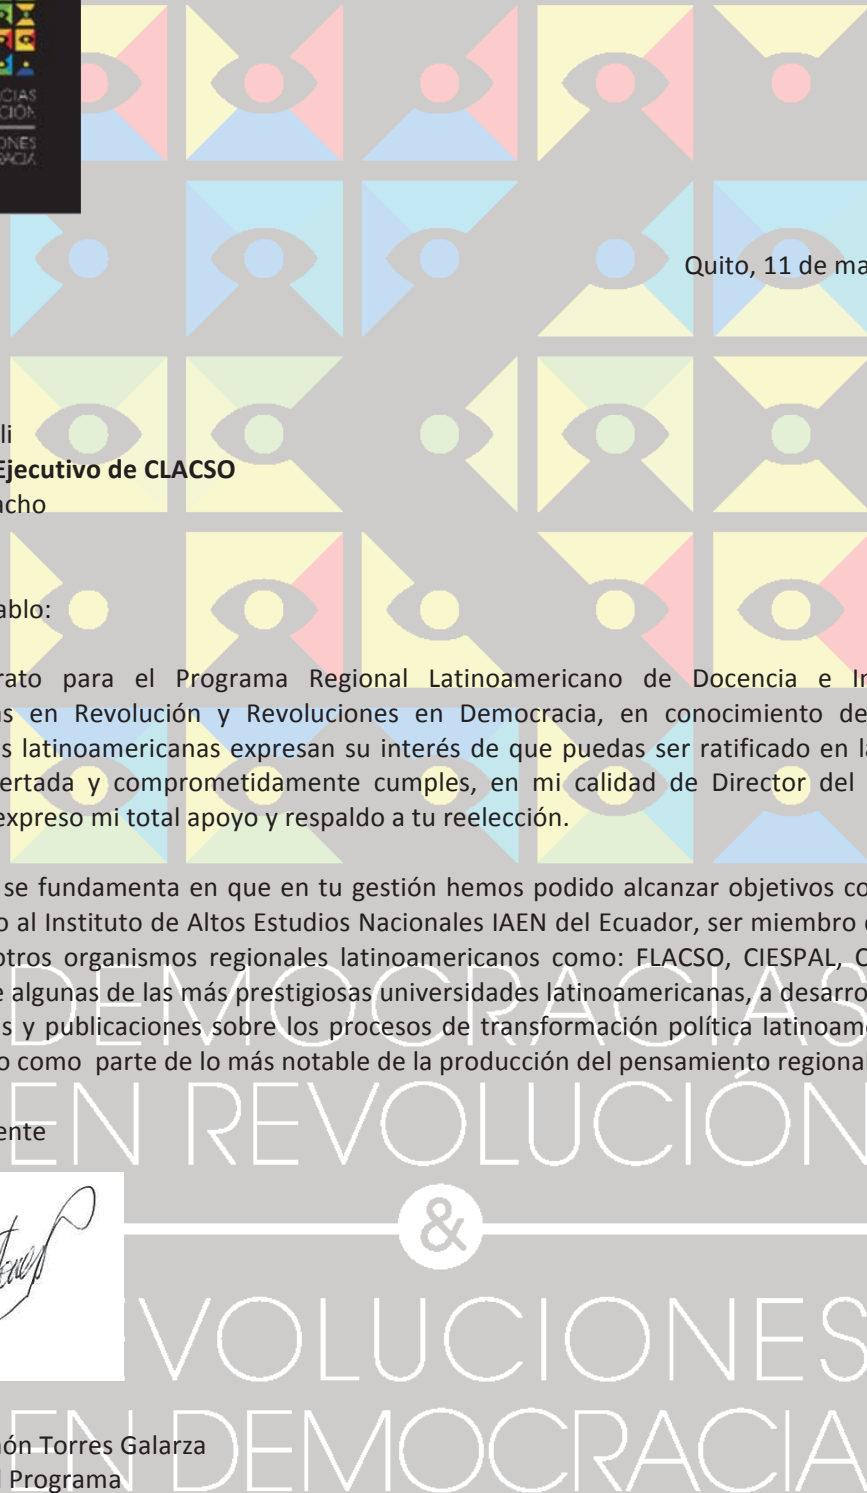 CIAS
CIÓN
ONES
RACIA
Quito, 11 de ma
li
Ejecutivo de CLACSO
acho
ablo:
rato para el Programa Regional Latinoamericano de Docencia e In
as en Revolución y Revoluciones en Democracia, en conocimiento de
s latinoamericanas expresan su interés de que puedas ser ratificado en la
ertada y comprometidamente cumples, en mi calidad de Director del
expreso mi total apoyo y respaldo a tu reelección.
se fundamenta en que en tu gestión hemos podido alcanzar objetivos co
o al Instituto de Altos Estudios Nacionales IAEN del Ecuador, ser miembro
otros organismos regionales latinoamericanos como: FLACSO, CIESPAL, C
e algunas de las más prestigiosas universidades latinoamericanas, a desarro
s y publicaciones sobre los procesos de transformación política latinoame
o como parte de lo más notable de la producción del pensamiento regiona
ente
DEMOCRACIAS
EN REVOLUCIÓN
&
VOLUCIONES
EN DEMOCRACIA
nón Torres Galarza
l Programa